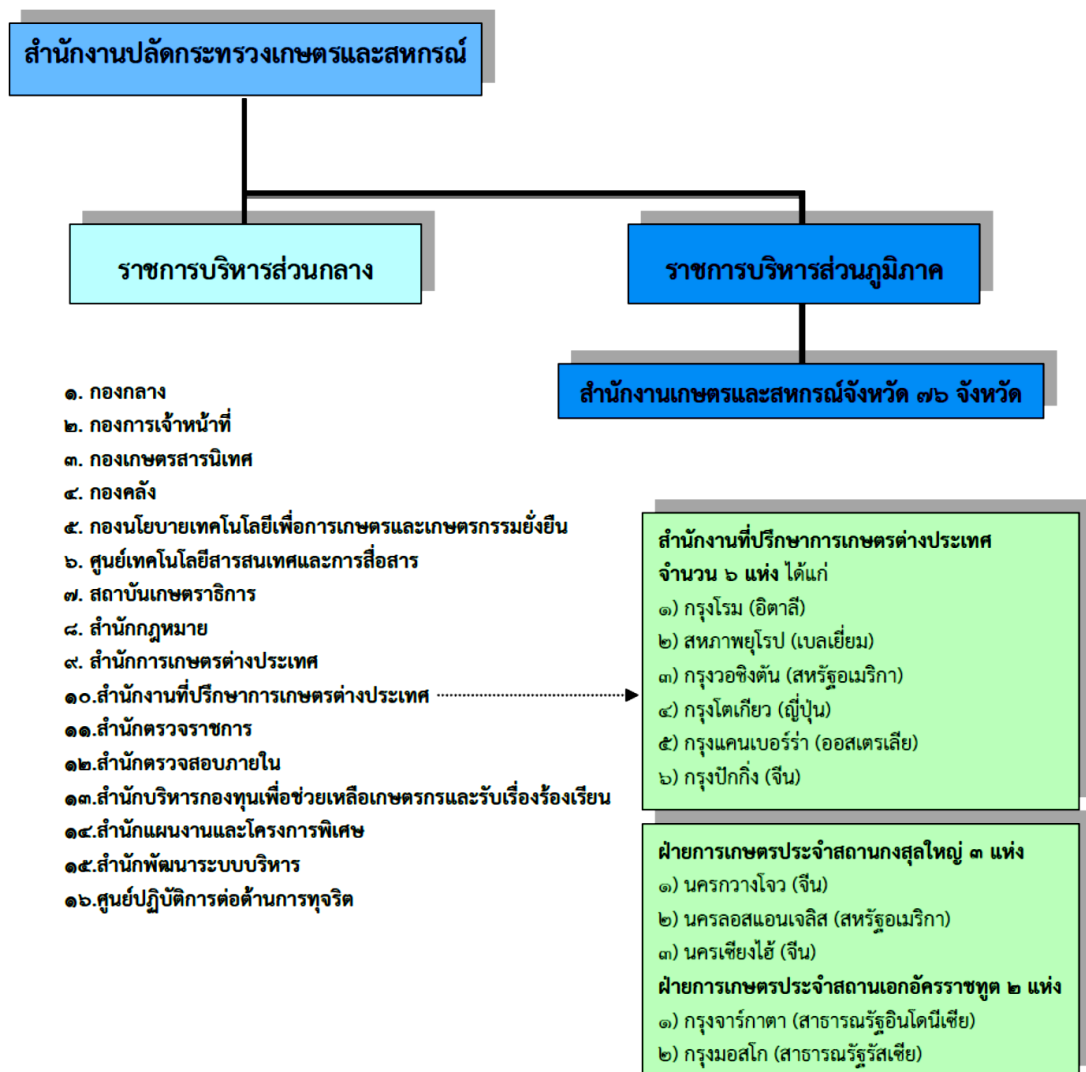 สำนักงานปลัดกระทรวงเกษตรและสหกรณ์
ราชการบริหารส่วนกลาง
ราชการบริหารส่วนภูมิภาค
สำนักงานเกษตรและสหกรณ์จังหวัด ๗๖ จังหวัด
๑. กองกลาง
๒. กองการเจ้าหน้าที่
๓. กองเกษตรสารนิเทศ
๔. กองคลัง
๕. กองนโยบายเทคโนโลยีเพื่อการเกษตรและเกษตรกรรมยั่งยืน
๖. ศูนย์เทคโนโลยีสารสนเทศและการสื่อสาร
๗. สถาบันเกษตราธิการ
๘. สำนักกฎหมาย
๙. สำนักการเกษตรต่างประเทศ
๑๐.สำนักงานที่ปรึกษาการเกษตรต่างประเทศ
๑๑.สำนักตรวจราชการ
๑๒.สำนักตรวจสอบภายใน
๑๓.สำนักบริหารกองทุนเพื่อช่วยเหลือเกษตรกรและรับเรื่องร้องเรียน
๑๔.สำนักแผนงานและโครงการพิเศษ
๑๕.สำนักพัฒนาระบบบริหาร
๑๖.ศูนย์ปฏิบัติการต่อต้านการทุจริต
สำนักงานที่ปรึกษาการเกษตรต่างประเทศ
จำนวน ๖ แห่ง ได้แก่
๑) กรุงโรม (อิตาลี)
๒) สหภาพยุโรป (เบลเยี่ยม)
๓) กรุงวอชิงตัน (สหรัฐอเมริกา)
๔) กรุงโตเกียว (ญี่ปุ่น)
๕) กรุงแคนเบอร์ร่า (ออสเตรเลีย)
๖) กรุงปักกิ่ง (จีน)
ฝ่ายการเกษตรประจำสถานกงสุลใหญ่ ๓ แห่ง
๑) นครกวางโจว (จีน)
๒) นครลอสแอนเจลิส (สหรัฐอเมริกา)
๓) นครเซียงไฮ้ (จีน)
ฝ่ายการเกษตรประจำสถานเอกอัครราชทูต ๒ แห่ง
๑) กรุงจาร์กาตา (สาธารณรัฐอินโดนีเซีย)
๒) กรุงมอสโก (สาธารณรัฐรัสเซีย)